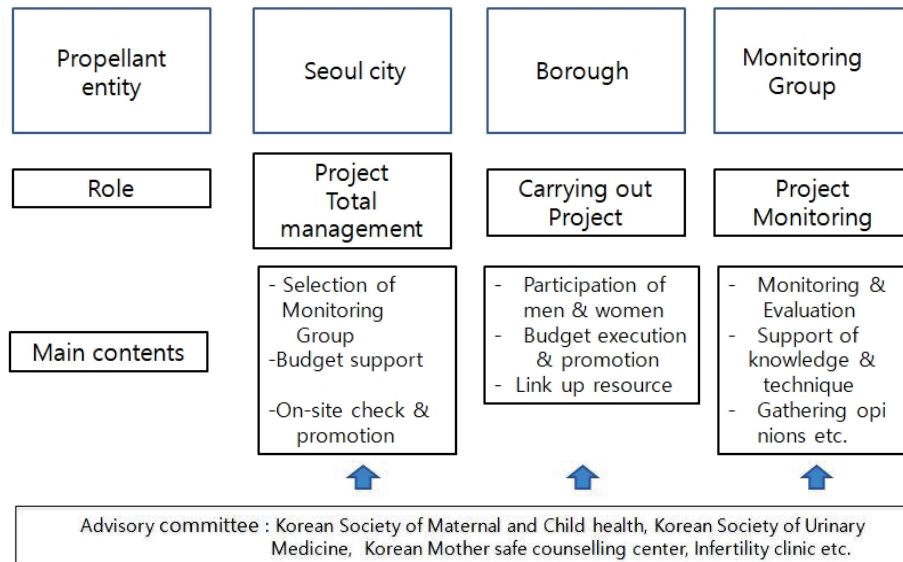 Propellant
entity
Seoul city
Borough
Monitoring
Group
Role
Project
Total
management
Carrying out
Project
Project
Monitoring
Main contents
- Selection of
Monitoring
Group
-Budget support
-On-site check &
promotion
- Participation of
men & women
- Budget execution
& promotion
- Link up resource
- Monitoring &
Evaluation
- Support of
knowledge &
technique
- Gathering opi
nions etc.
Advisory committee : Korean Society of Maternal and Child health, Korean Society of Urinary
Medicine, Korean Mother safe counselling center, Infertility clinic etc.